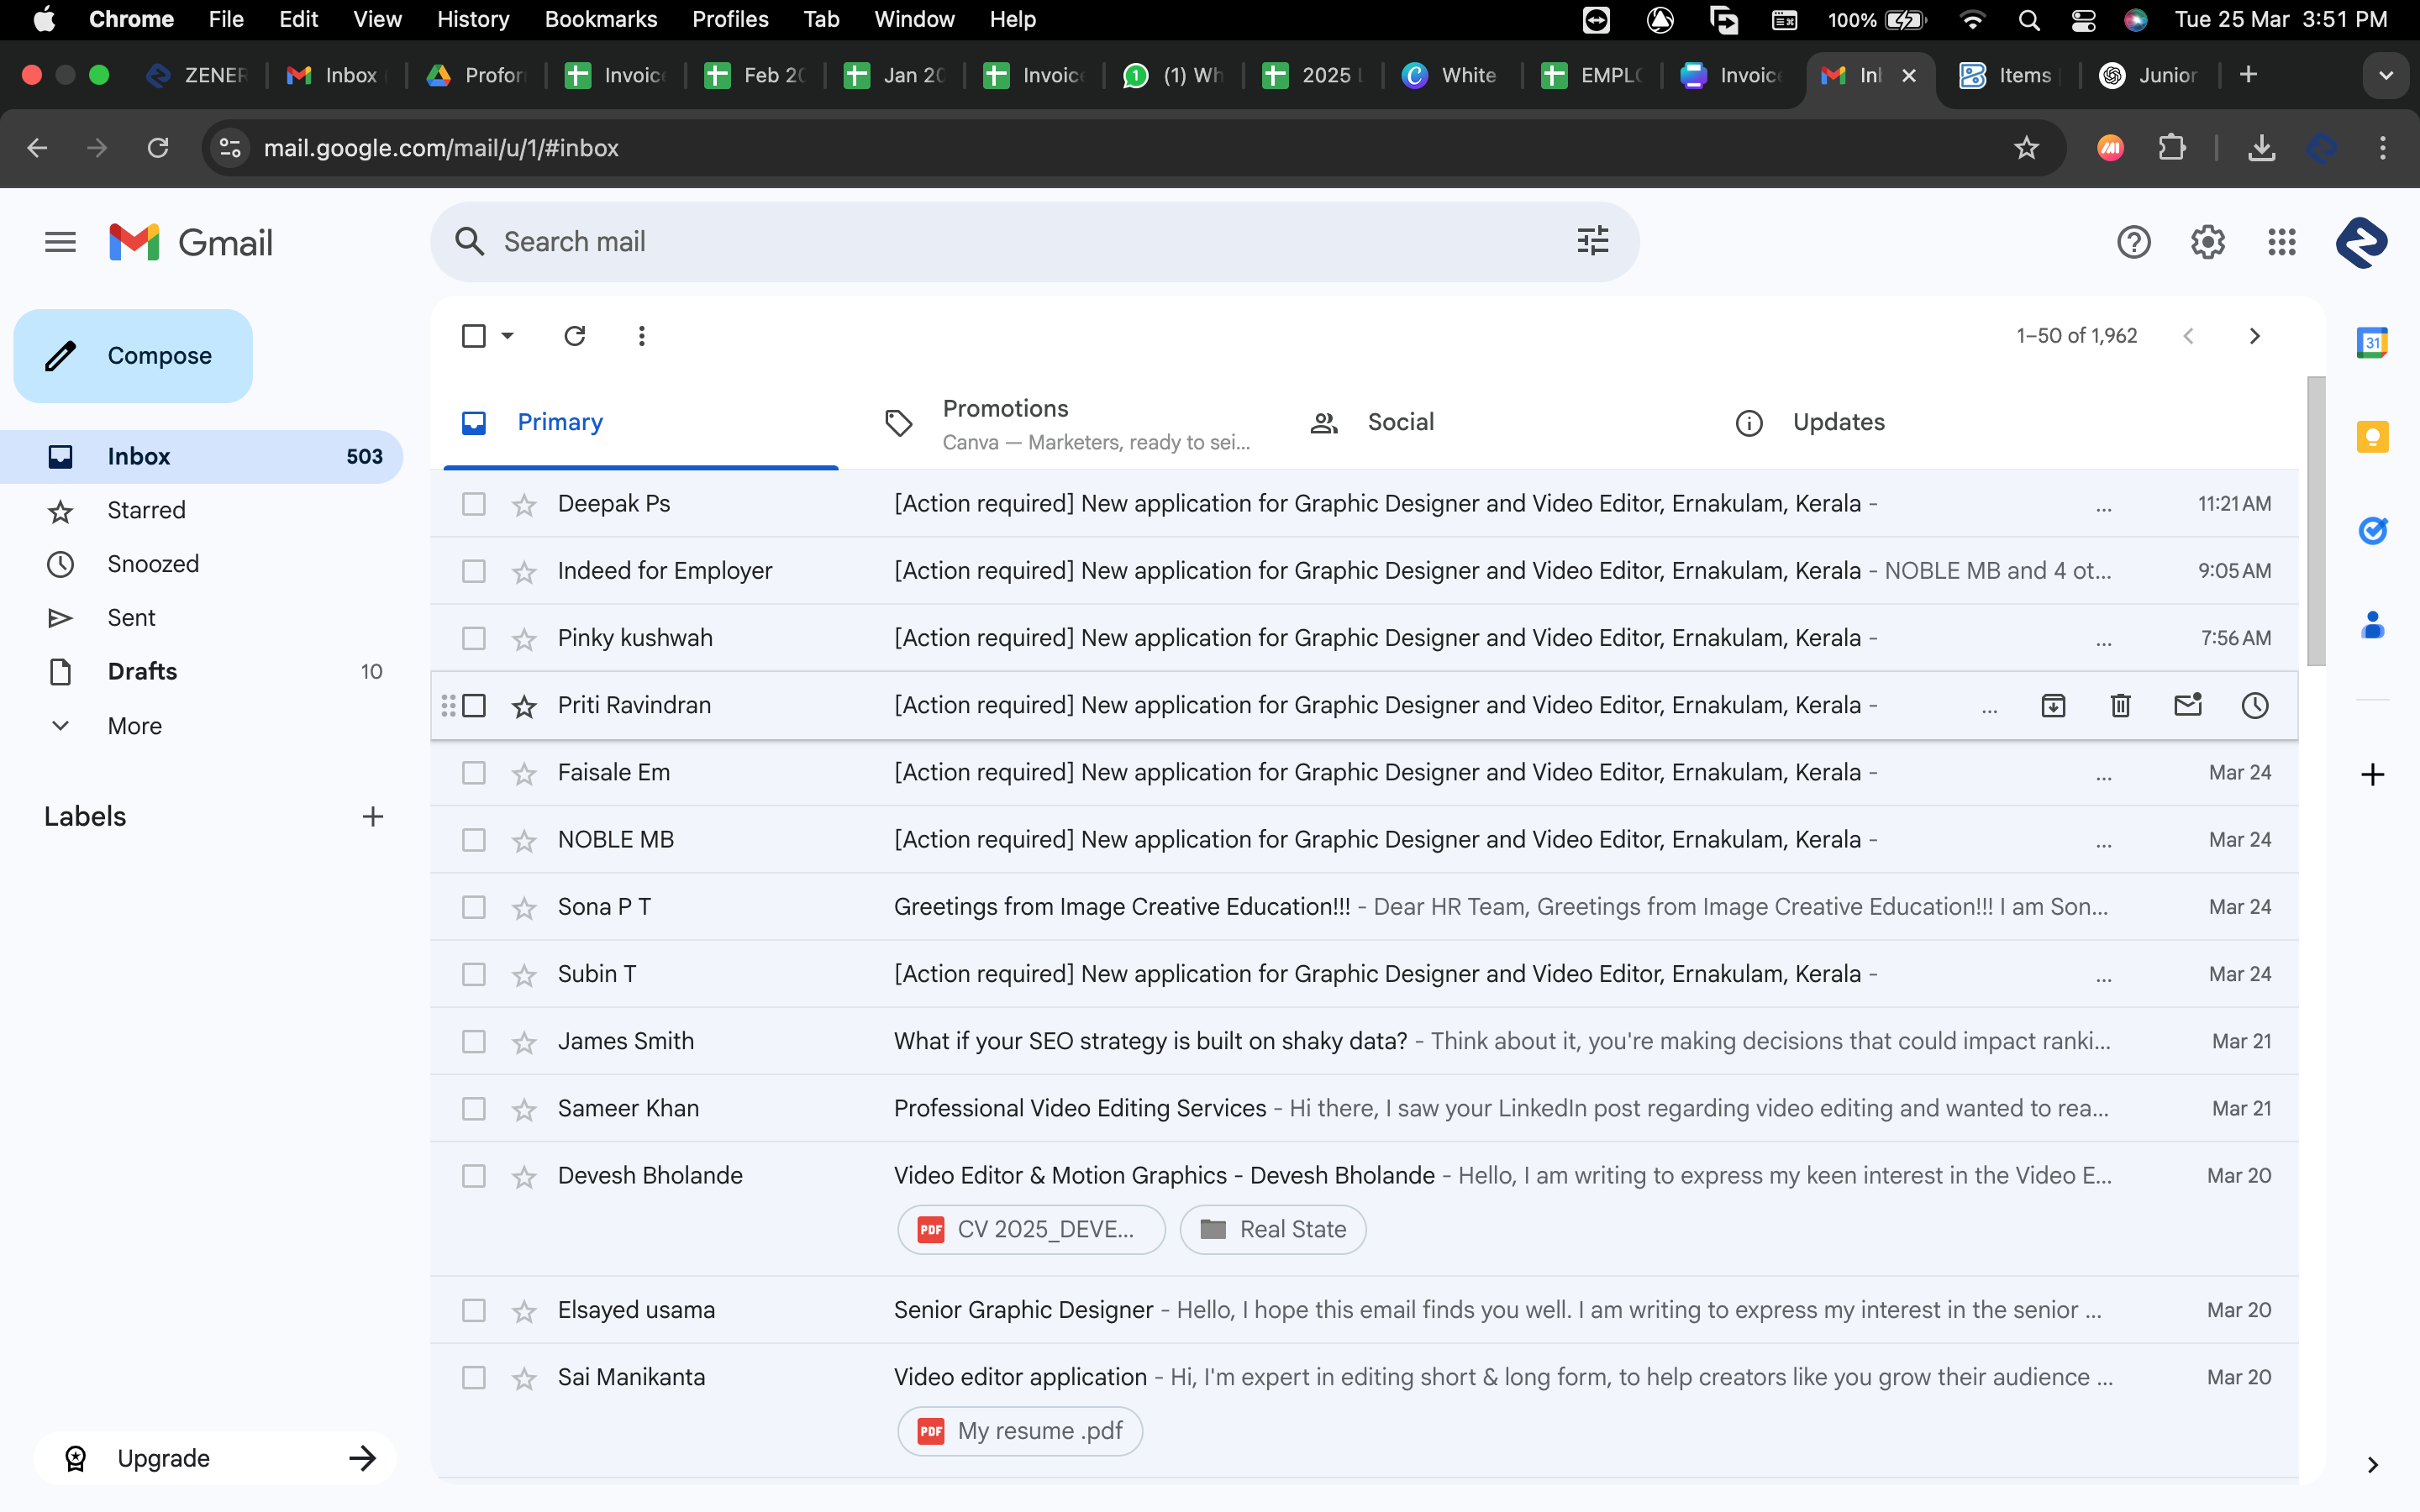 Chrome File Edit View History Bookmarks Profiles Tab Window Help 100% Tue 25 Mar 3:51 PM
ZENER Inbox Profor Invoice Feb 20 Jan 20 Invoice 1 (1) Wh 2025 White EMPLO Invoice Inl Items Junior
mail.google.com/mail/u/1/#inbox
Gmail Search mail
Compose 1–50 of 1,962
31
Primary Promotions Social Updates
Canva — Marketers, ready to sei...
Inbox 503
Starred
Snoozed
Sent
Drafts 10
More
Labels
Deepak Ps [Action required] New application for Graphic Designer and Video Editor, Ernakulam, Kerala - ... 11:21 AM
Indeed for Employer [Action required] New application for Graphic Designer and Video Editor, Ernakulam, Kerala - NOBLE MB and 4 ot... 9:05 AM
Pinky kushwah [Action required] New application for Graphic Designer and Video Editor, Ernakulam, Kerala - ... 7:56 AM
Priti Ravindran [Action required] New application for Graphic Designer and Video Editor, Ernakulam, Kerala - ...
Faisale Em [Action required] New application for Graphic Designer and Video Editor, Ernakulam, Kerala - ... Mar 24
NOBLE MB [Action required] New application for Graphic Designer and Video Editor, Ernakulam, Kerala - ... Mar 24
Sona P T Greetings from Image Creative Education!!! - Dear HR Team, Greetings from Image Creative Education!!! I am Son... Mar 24
Subin T [Action required] New application for Graphic Designer and Video Editor, Ernakulam, Kerala - ... Mar 24
James Smith What if your SEO strategy is built on shaky data? - Think about it, you're making decisions that could impact ranki... Mar 21
Sameer Khan Professional Video Editing Services - Hi there, I saw your LinkedIn post regarding video editing and wanted to rea... Mar 21
Devesh Bholande Video Editor & Motion Graphics - Devesh Bholande - Hello, I am writing to express my keen interest in the Video E... Mar 20
PDF CV 2025_DEVE... Real State
Elsayed usama Senior Graphic Designer - Hello, I hope this email finds you well. I am writing to express my interest in the senior ... Mar 20
Sai Manikanta Video editor application - Hi, I'm expert in editing short & long form, to help creators like you grow their audience ... Mar 20
PDF My resume .pdf
Upgrade